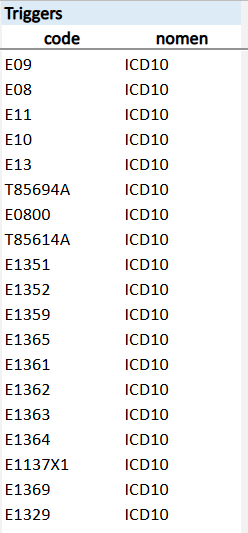 Triggers
code nomen
E09 ICD10
E08 ICD10
E11 ICD10
E10 ICD10
E13 ICD10
T85694A ICD10
E0800 ICD10
T85614A ICD10
E1351 ICD10
E1352 ICD10
E1359 ICD10
E1365 ICD10
E1361 ICD10
E1362 ICD10
E1363 ICD10
E1364 ICD10
E1137X1 ICD10
E1369 ICD10
E1329 ICD10